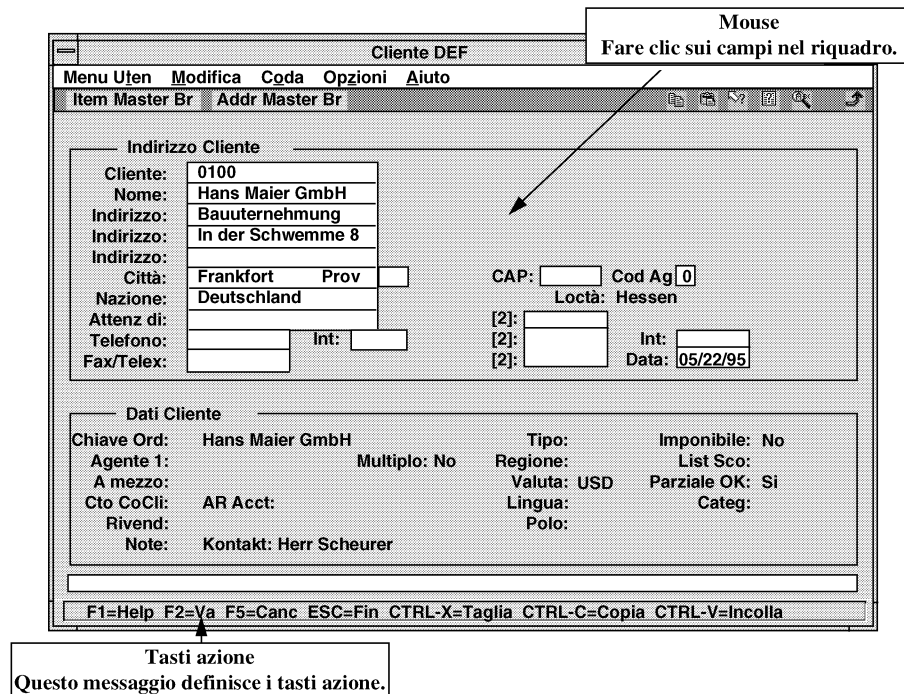 Mouse
Fare clic sui campi nel riquadro.
Cliente DEF
Menu Uten Modifica Coda Opzioni Aiuto
Item Master Br Addr Master Br
Indirizzo Cliente
Cliente: 0100
Nome: Hans Maier GmbH
Indirizzo: Bauuternehmung
Indirizzo: In der Schwemme 8
Indirizzo:
Città: Frankfort Prov CAP: Cod Ag 0
Nazione: Deutschland Loctà: Hessen
Attenz di: [2]:
Telefono: Int: [2]: Int:
Fax/Telex: [2]: Data: 05/22/95
Dati Cliente
Chiave Ord: Hans Maier GmbH Tipo: Imponibile: No
Agente 1: Multiplo: No Regione: List Sco:
A mezzo: Valuta: USD Parziale OK: Si
Cto CoCli: AR Acct: Lingua: Categ:
Rivend: Polo:
Note: Kontakt: Herr Scheurer
F1=Help F2=Va F5=Canc ESC=Fin CTRL-X=Taglia CTRL-C=Copia CTRL-V=Incolla
Tasti azione
Questo messaggio definisce i tasti azione.